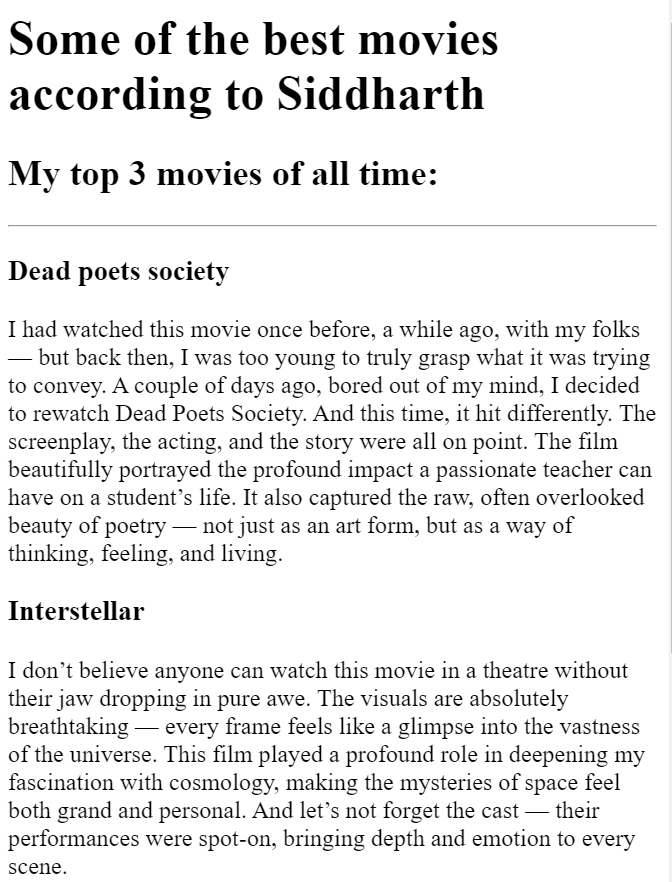 Some of the best movies
according to Siddharth
My top 3 movies of all time:
Dead poets society
I had watched this movie once before, a while ago, with my folks
— but back then, I was too young to truly grasp what it was trying
to convey. A couple of days ago, bored out of my mind, I decided
to rewatch Dead Poets Society. And this time, it hit differently. The
screenplay, the acting, and the story were all on point. The film
beautifully portrayed the profound impact a passionate teacher can
have on a student’s life. It also captured the raw, often overlooked
beauty of poetry — not just as an art form, but as a way of
thinking, feeling, and living.
Interstellar
I don’t believe anyone can watch this movie in a theatre without
their jaw dropping in pure awe. The visuals are absolutely
breathtaking — every frame feels like a glimpse into the vastness
of the universe. This film played a profound role in deepening my
fascination with cosmology, making the mysteries of space feel
both grand and personal. And let’s not forget the cast — their
performances were spot-on, bringing depth and emotion to every
scene.